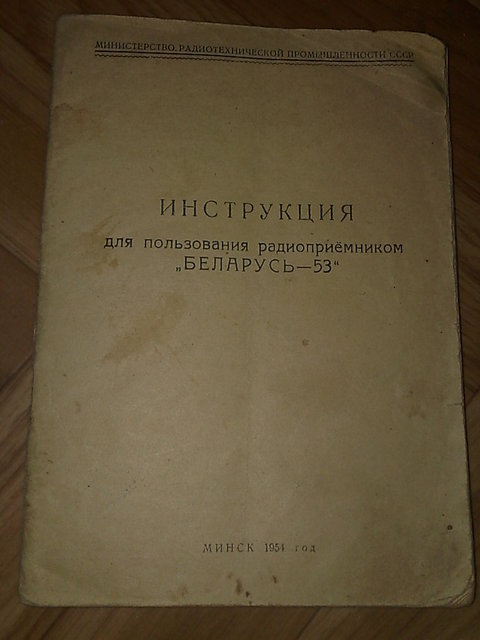 МИНИСТЕРСТВО РАДИОТЕХНИЧЕСКОЙ ПРОМЫШЛЕННОСТИ СССР
ИНСТРУКЦИЯ
для пользования радиоприёмником
„БЕЛАРУСЬ—53“
МИНСК 1954 год